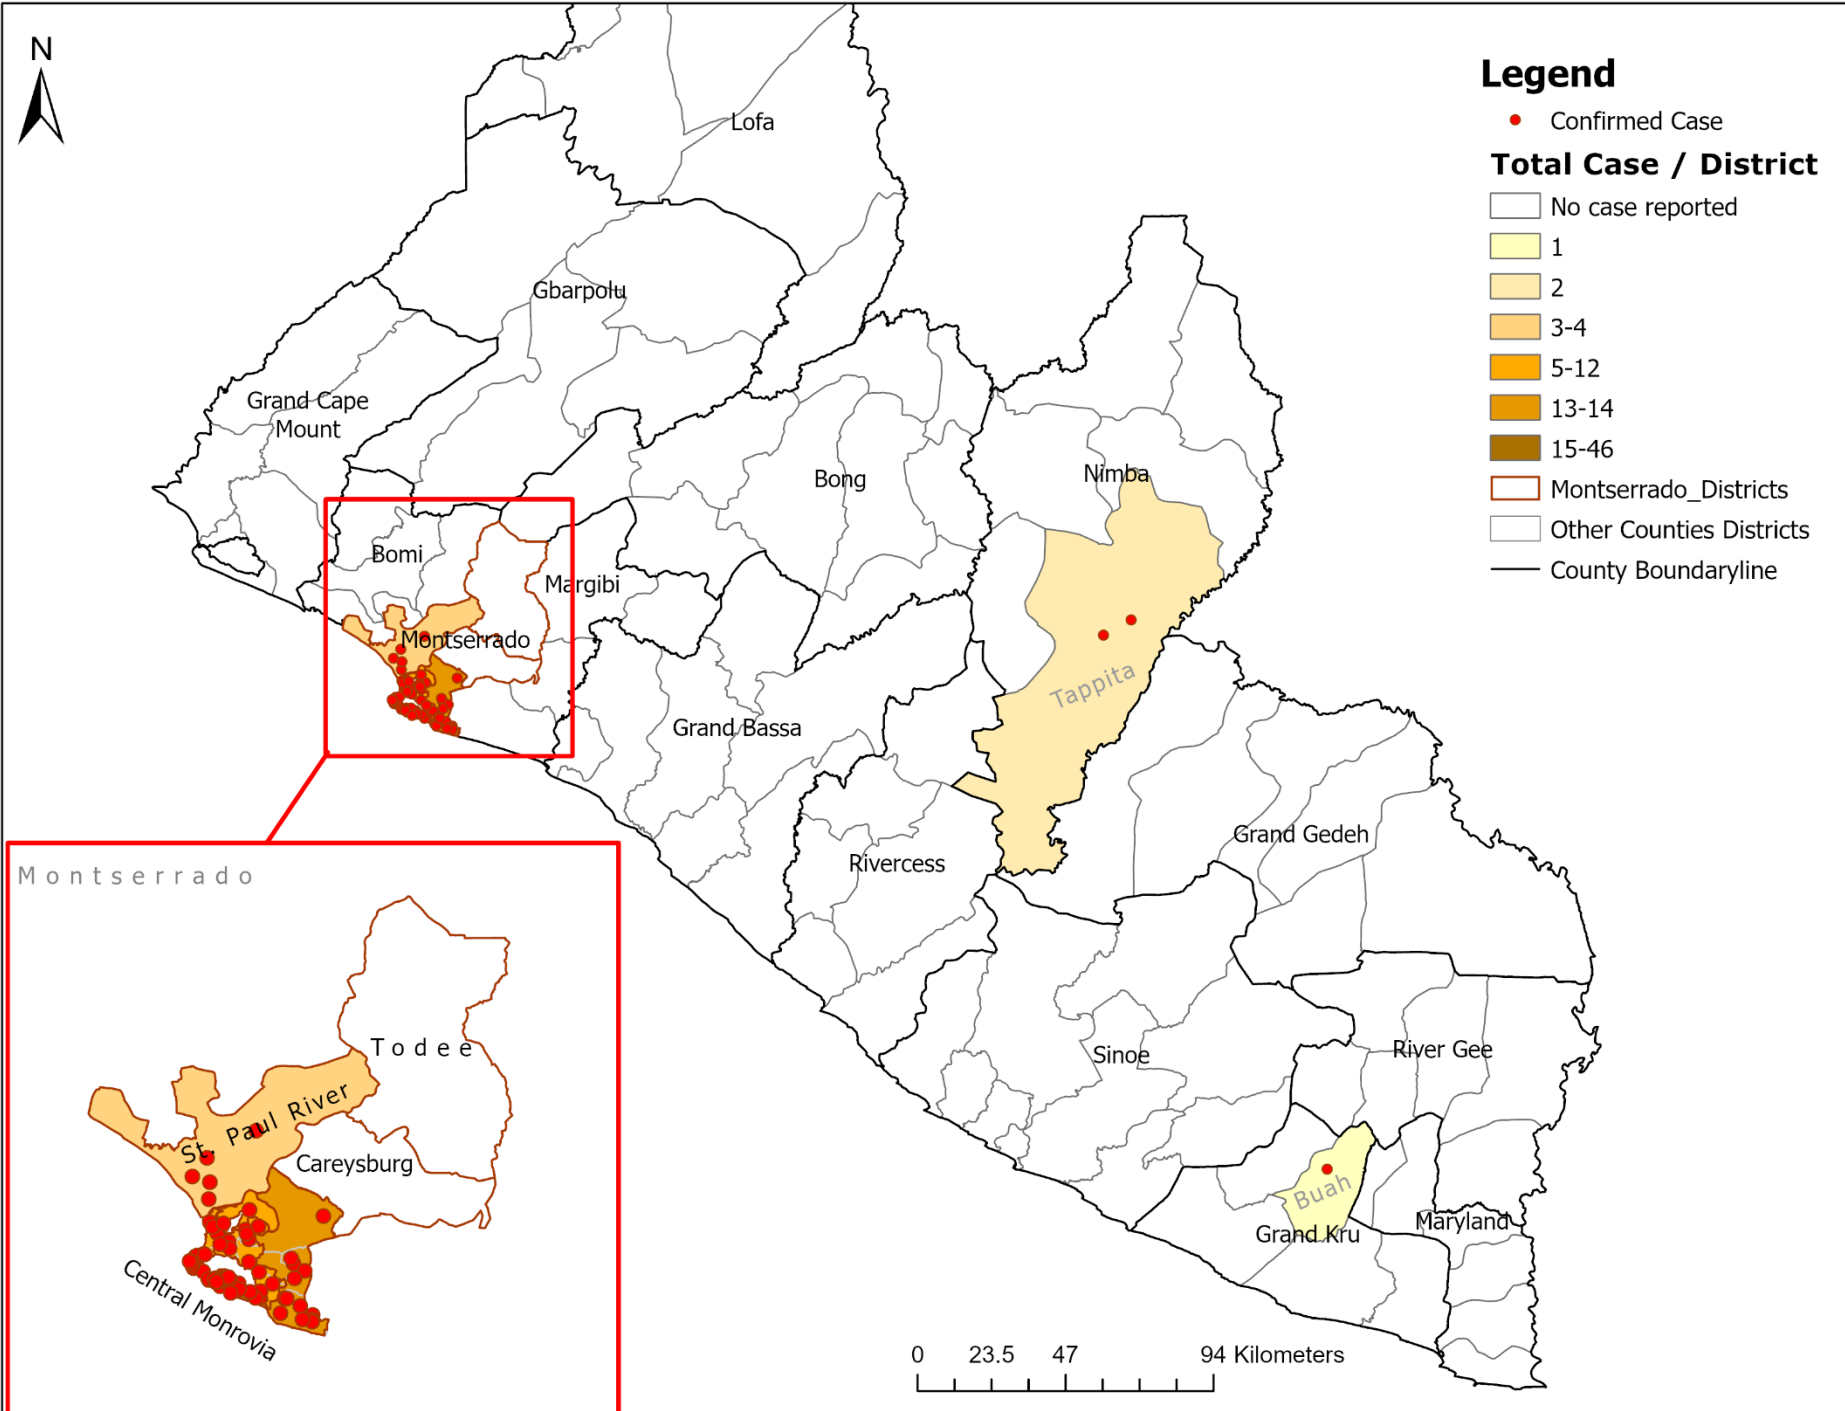 N
Legend
Confirmed Case
Total Case / District
No case reported
1
2
3-4
5-12
13-14
15-46
Montserrado_Districts
Other Counties Districts
County Boundaryline
Lofa
Gbarpolu
Grand Cape
Mount
Bong
Nimba
Bomi
Margibi
Montserrado
Tappita
Grand Bassa
Grand Gedeh
Rivercess
Sinoe
River Gee
Buah
Maryland
Grand Kru
Montserrado
Todee
St. Paul River
Careysburg
Central Monrovia
0 23.5 47 94 Kilometers